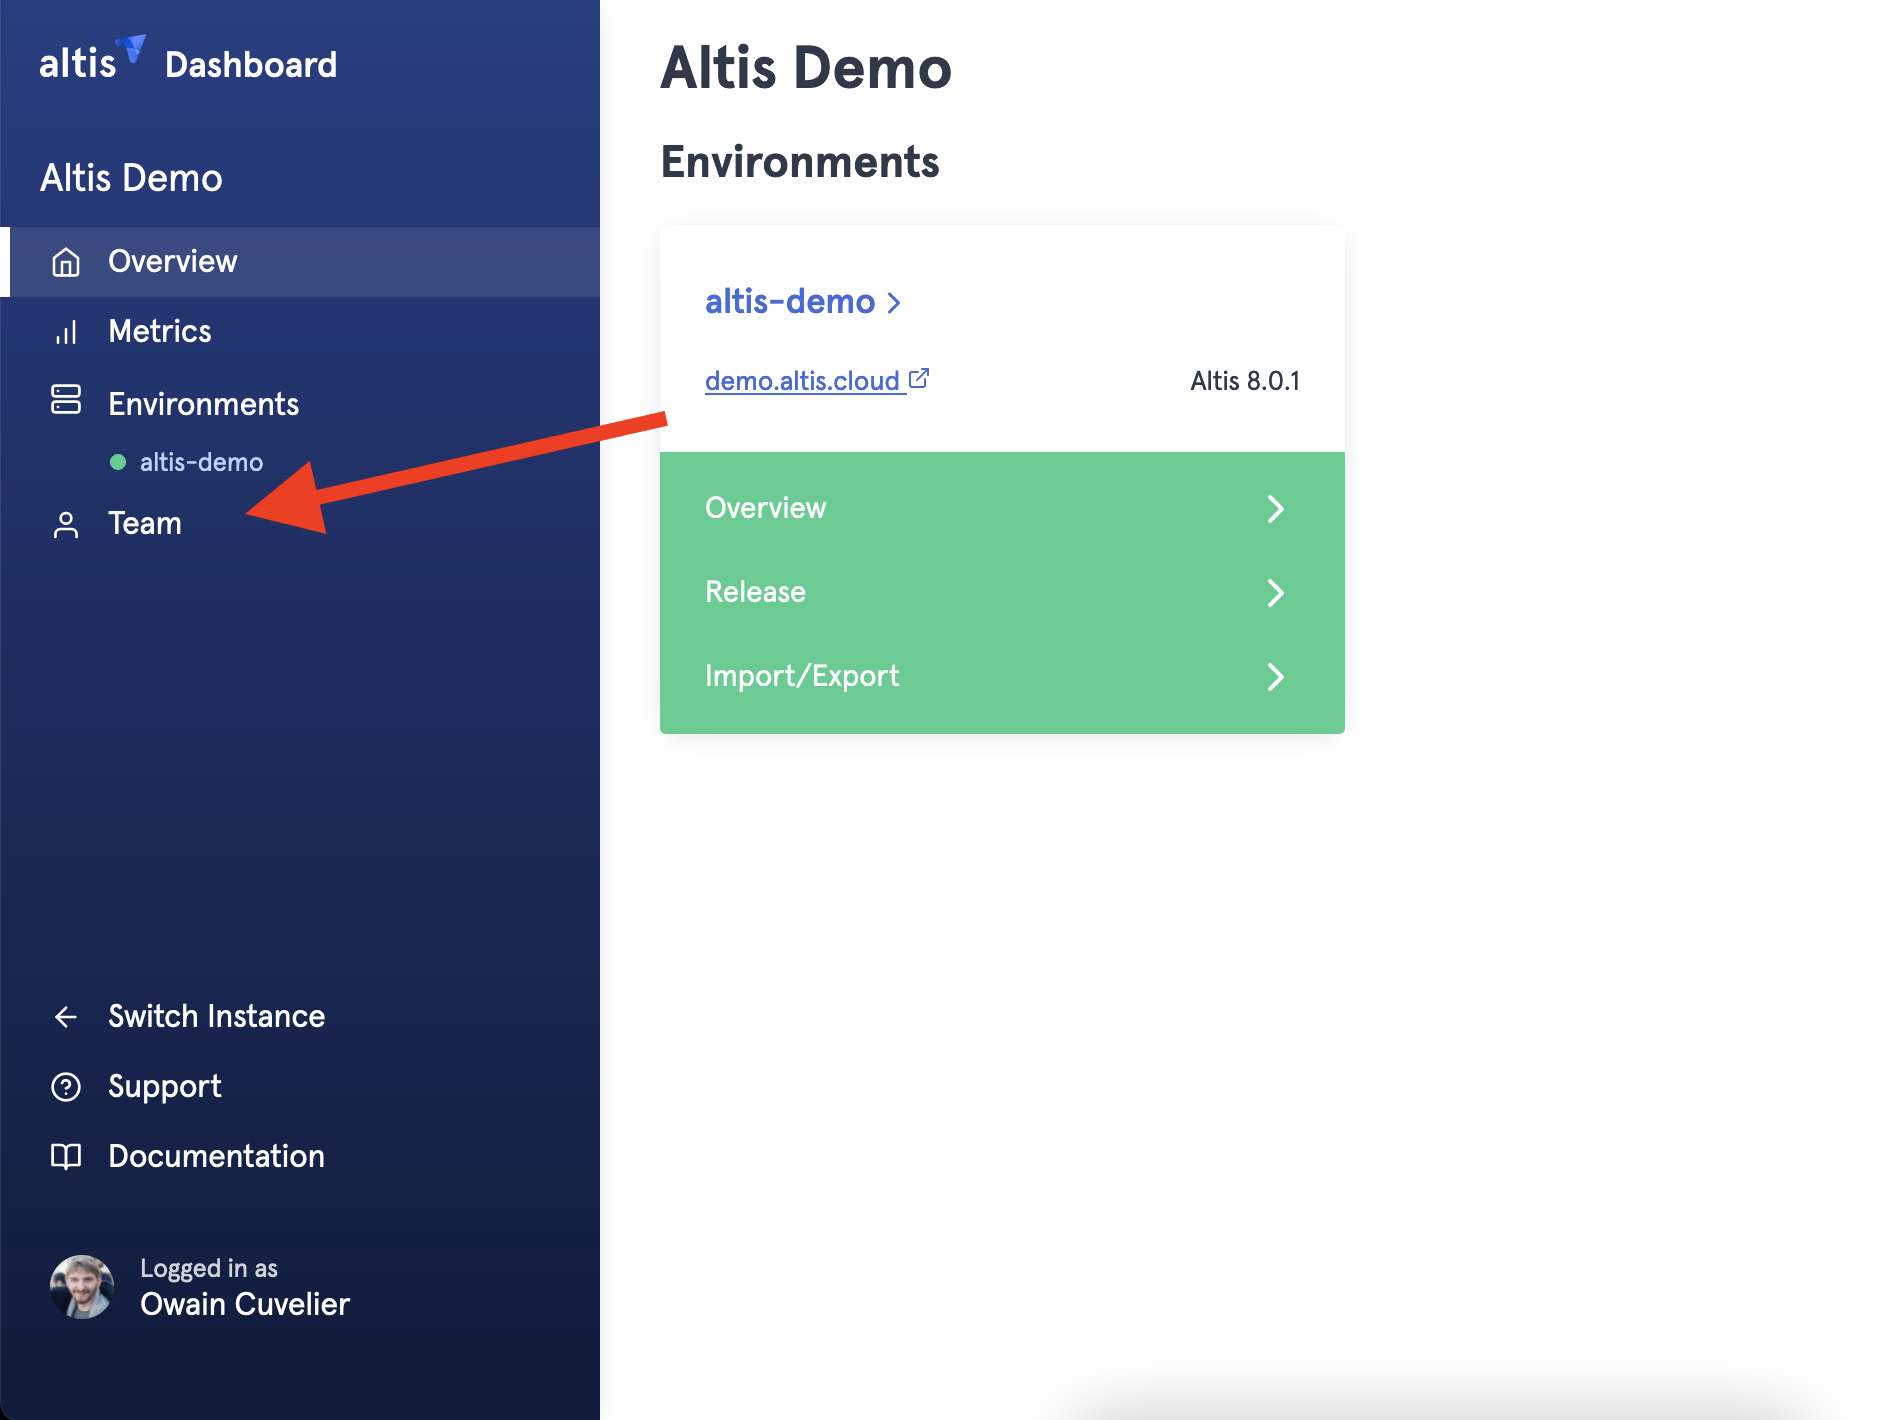 altis Dashboard
Altis Demo
Overview
Metrics
Environments
altis-demo
Team
Switch Instance
Support
Documentation
Logged in as
Owain Cuvelier
Altis Demo
Environments
altis-demo
demo.altis.cloud
Altis 8.0.1
Overview
Release
Import/Export